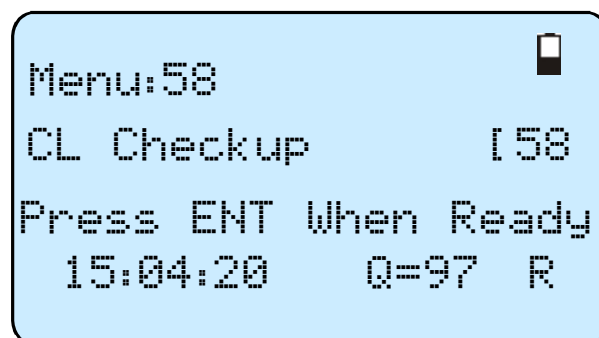 Menu:58
CL Checkup [58
Press ENT When Ready
15:04:20 Q=97 R